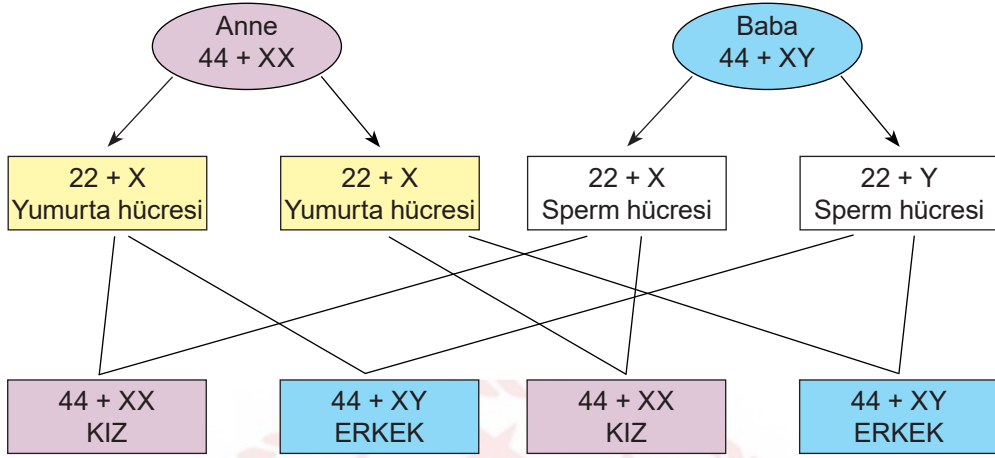 Anne
44 + XX
Baba
44 + XY
22 + X
Yumurta hücresi
22 + X
Yumurta hücresi
22 + X
Sperm hücresi
22 + Y
Sperm hücresi
44 + XX
KIZ
44 + XY
ERKEK
44 + XX
KIZ
44 + XY
ERKEK